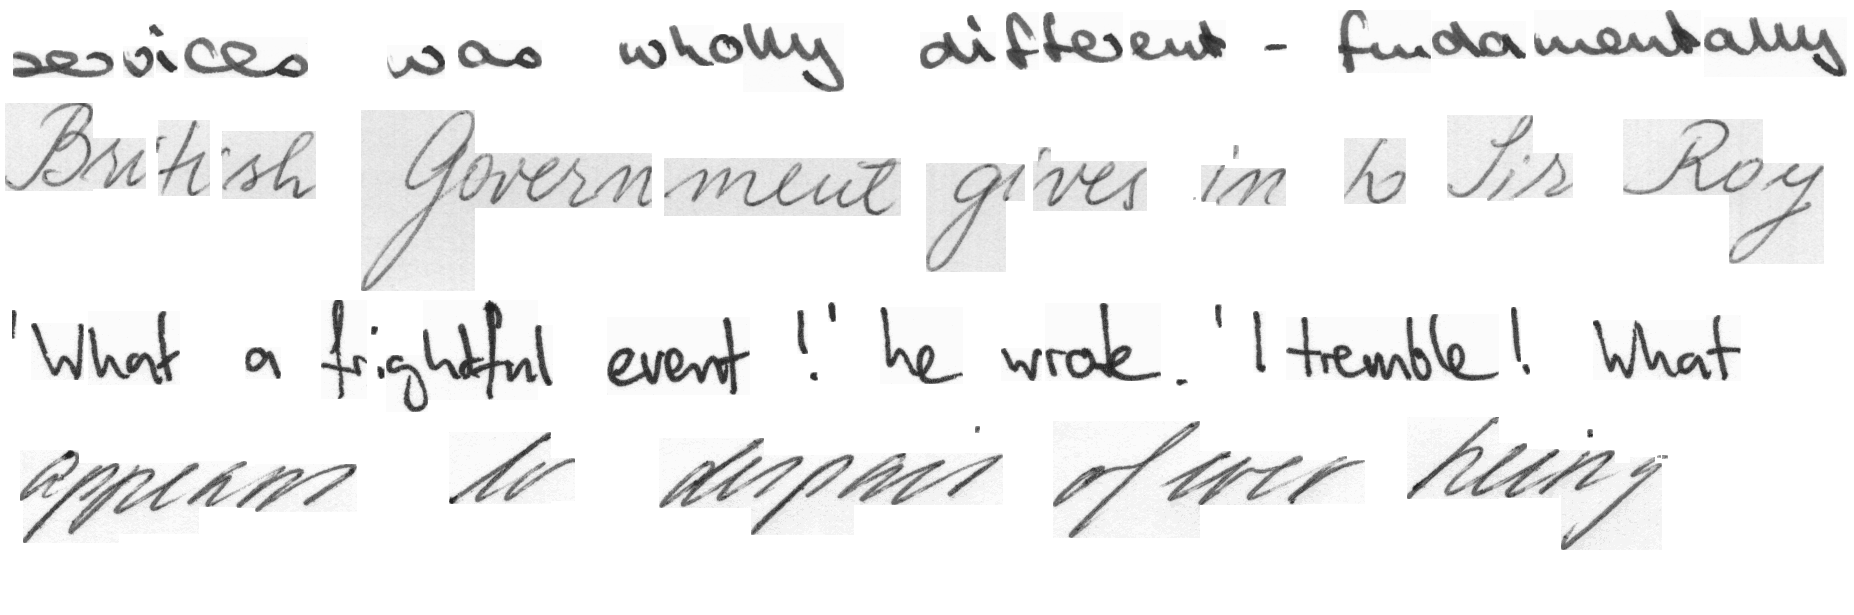 services was wholly different - fundamentally
British Government gives in to Sir Roy
'What a frightful event!' he wrote. 'I tremble! What
appears to despair of ever being